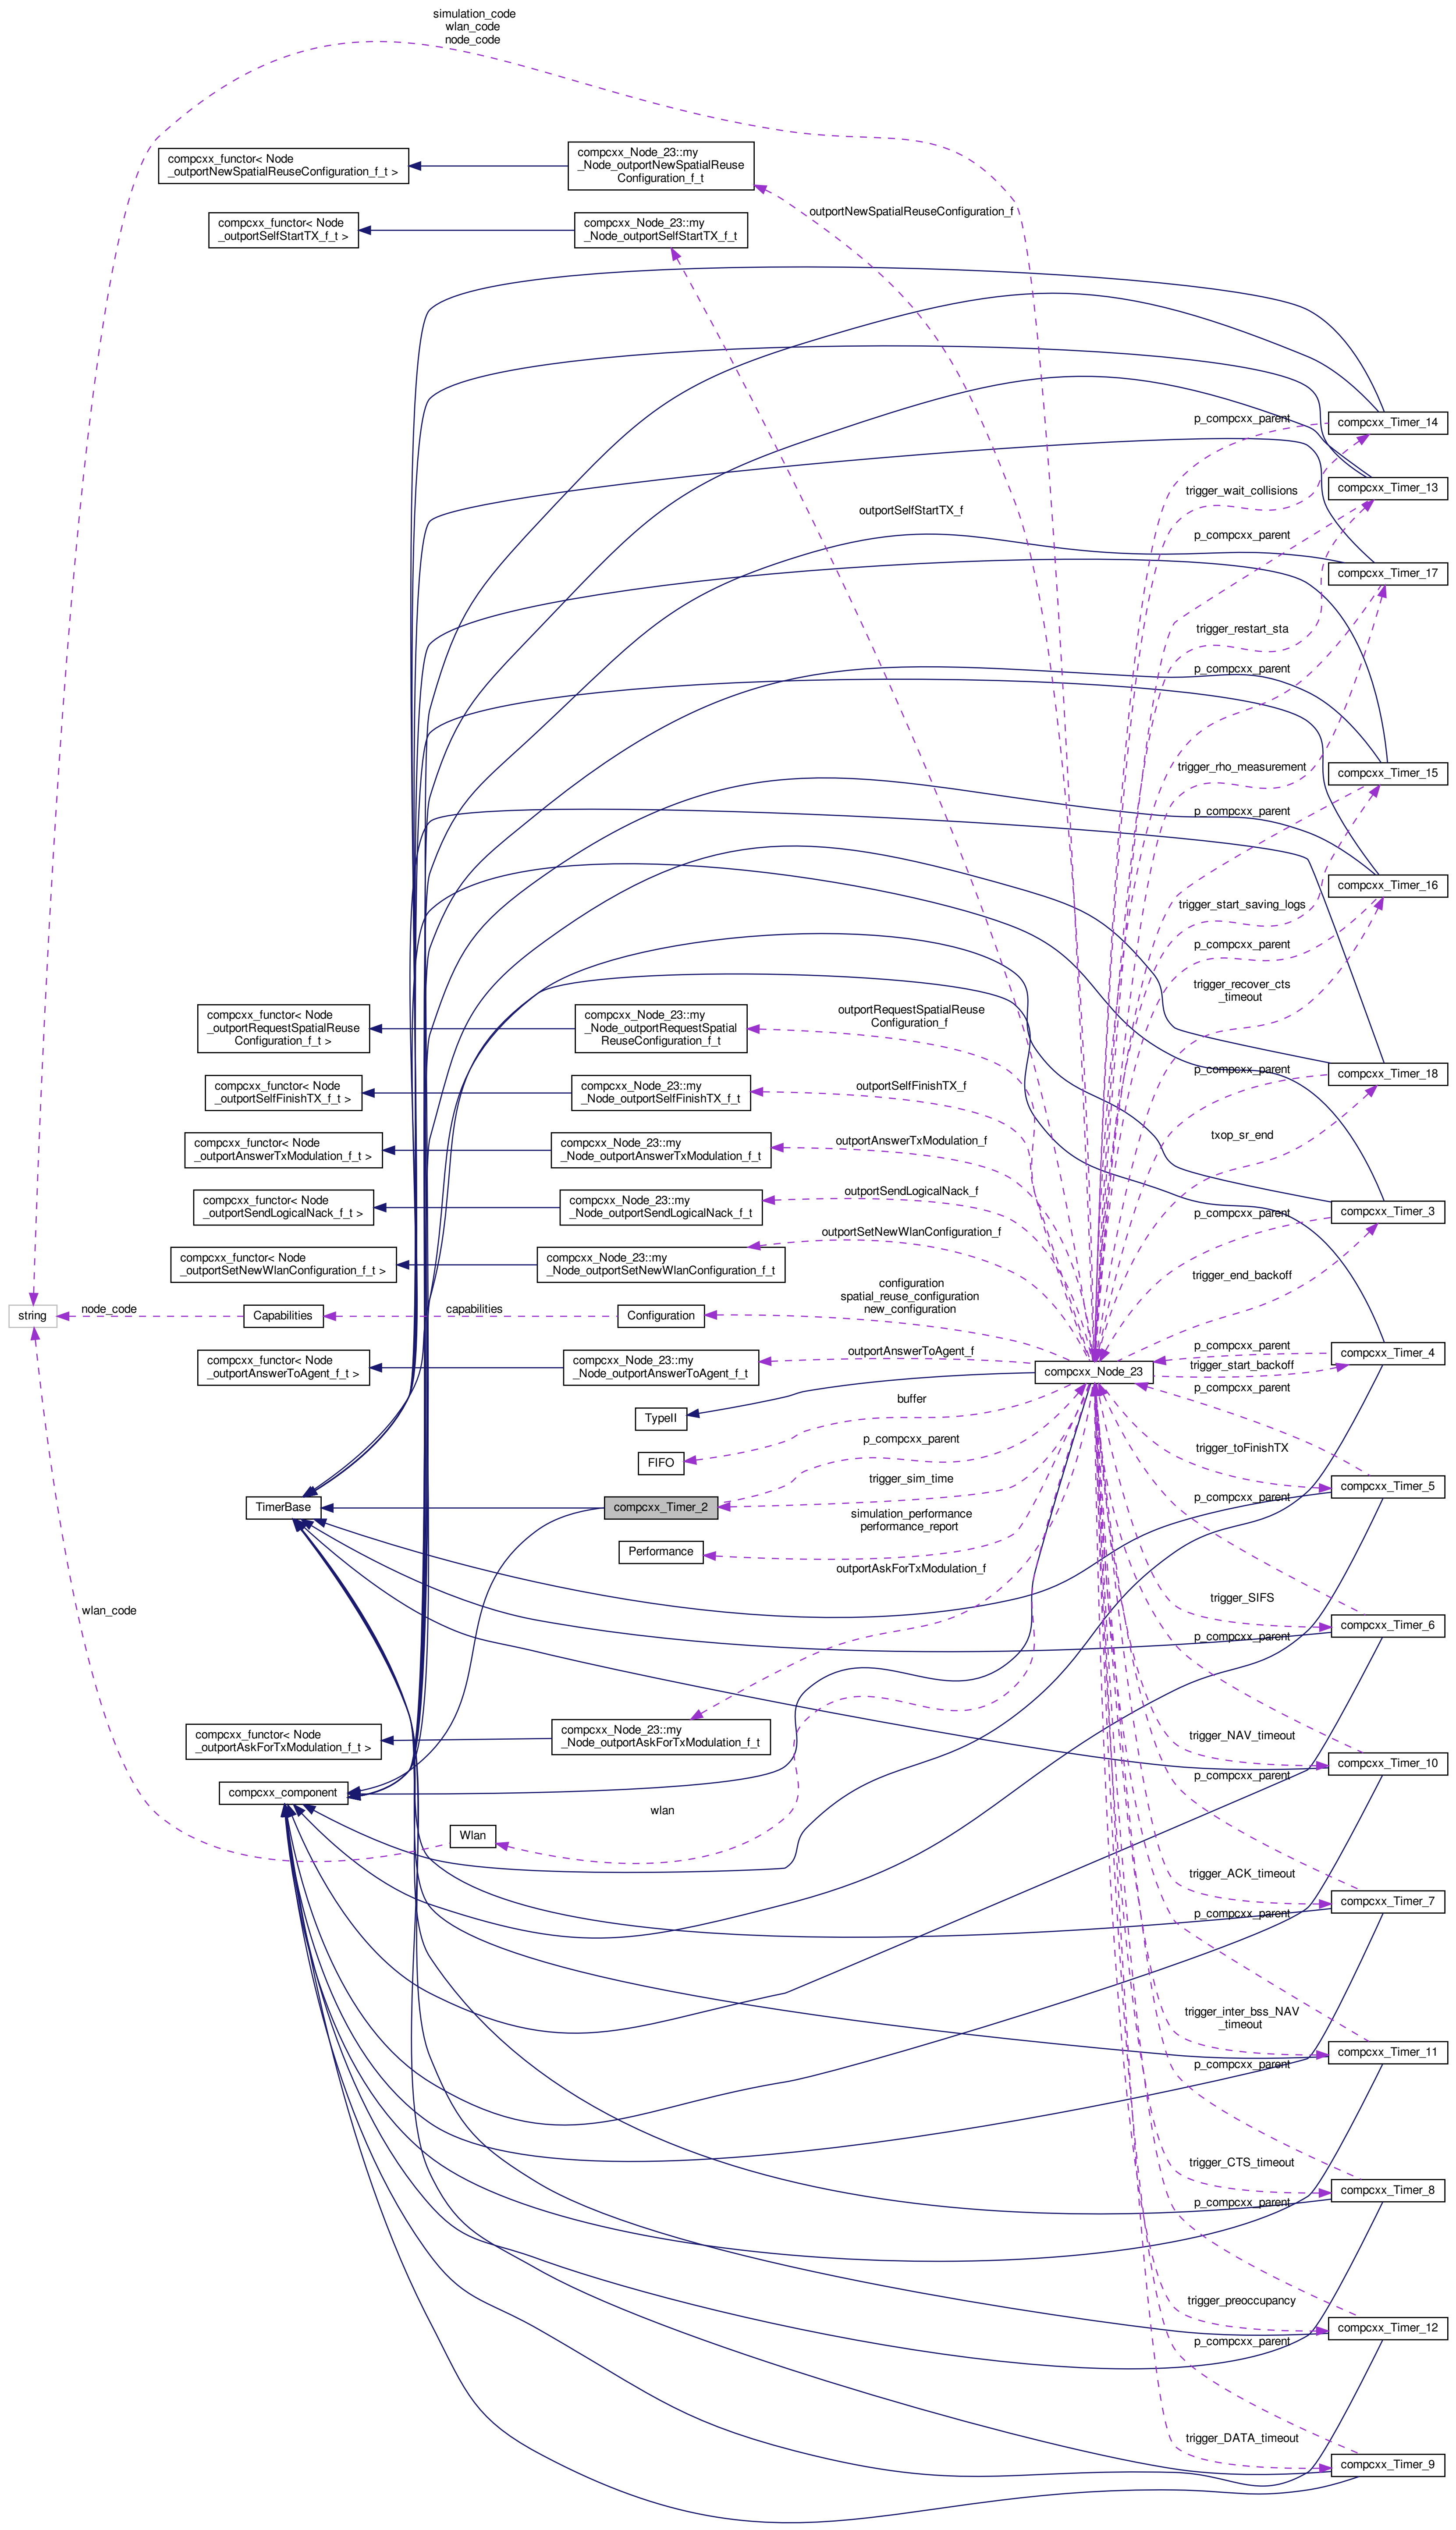 simulation_code
wlan_code
node_code
compcxx_functor< Node
_outportNewSpatialReuseConfiguration_f_t >
compcxx_Node_23::my
_Node_outportNewSpatialReuse
Configuration_f_t
outportNewSpatialReuseConfiguration_f
compcxx_functor< Node
_outportSelfStartTX_f_t >
compcxx_Node_23::my
_Node_outportSelfStartTX_f_t
p_compcxx_parent
compcxx_Timer_14
trigger_wait_collisions
compcxx_Timer_13
outportSelfStartTX_f
p_compcxx_parent
compcxx_Timer_17
trigger_restart_sta
p_compcxx_parent
trigger_rho_measurement
compcxx_Timer_15
p_compcxx_parent
compcxx_Timer_16
trigger_start_saving_logs
p_compcxx_parent
trigger_recover_cts
_timeout
compcxx_functor< Node
_outportRequestSpatialReuse
Configuration_f_t >
compcxx_Node_23::my
_Node_outportRequestSpatial
ReuseConfiguration_f_t
outportRequestSpatialReuse
Configuration_f
p_compcxx_parent
compcxx_Timer_18
compcxx_functor< Node
_outportSelfFinishTX_f_t >
compcxx_Node_23::my
_Node_outportSelfFinishTX_f_t
outportSelfFinishTX_f
txop_sr_end
compcxx_functor< Node
_outportAnswerTxModulation_f_t >
compcxx_Node_23::my
_Node_outportAnswerTxModulation_f_t
outportAnswerTxModulation_f
compcxx_functor< Node
_outportSendLogicalNack_f_t >
compcxx_Node_23::my
_Node_outportSendLogicalNack_f_t
outportSendLogicalNack_f
p_compcxx_parent
compcxx_Timer_3
compcxx_functor< Node
_outportSetNewWlanConfiguration_f_t >
compcxx_Node_23::my
_Node_outportSetNewWlanConfiguration_f_t
outportSetNewWlanConfiguration_f
trigger_end_backoff
string
node_code
Capabilities
capabilities
Configuration
configuration
spatial_reuse_configuration
new_configuration
compcxx_functor< Node
_outportAnswerToAgent_f_t >
compcxx_Node_23::my
_Node_outportAnswerToAgent_f_t
outportAnswerToAgent_f
compcxx_Node_23
p_compcxx_parent
trigger_start_backoff
compcxx_Timer_4
p_compcxx_parent
TypeII
buffer
FIFO
p_compcxx_parent
trigger_toFinishTX
trigger_sim_time
compcxx_Timer_5
TimerBase
compcxx_Timer_2
p_compcxx_parent
simulation_performance
performance_report
Performance
outportAskForTxModulation_f
wlan_code
trigger_SIFS
compcxx_Timer_6
p_compcxx_parent
compcxx_functor< Node
_outportAskForTxModulation_f_t >
compcxx_Node_23::my
_Node_outportAskForTxModulation_f_t
trigger_NAV_timeout
compcxx_Timer_10
p_compcxx_parent
compcxx_component
wlan
Wlan
trigger_ACK_timeout
compcxx_Timer_7
p_compcxx_parent
trigger_inter_bss_NAV
_timeout
compcxx_Timer_11
p_compcxx_parent
trigger_CTS_timeout
compcxx_Timer_8
p_compcxx_parent
trigger_preoccupancy
compcxx_Timer_12
p_compcxx_parent
trigger_DATA_timeout
compcxx_Timer_9